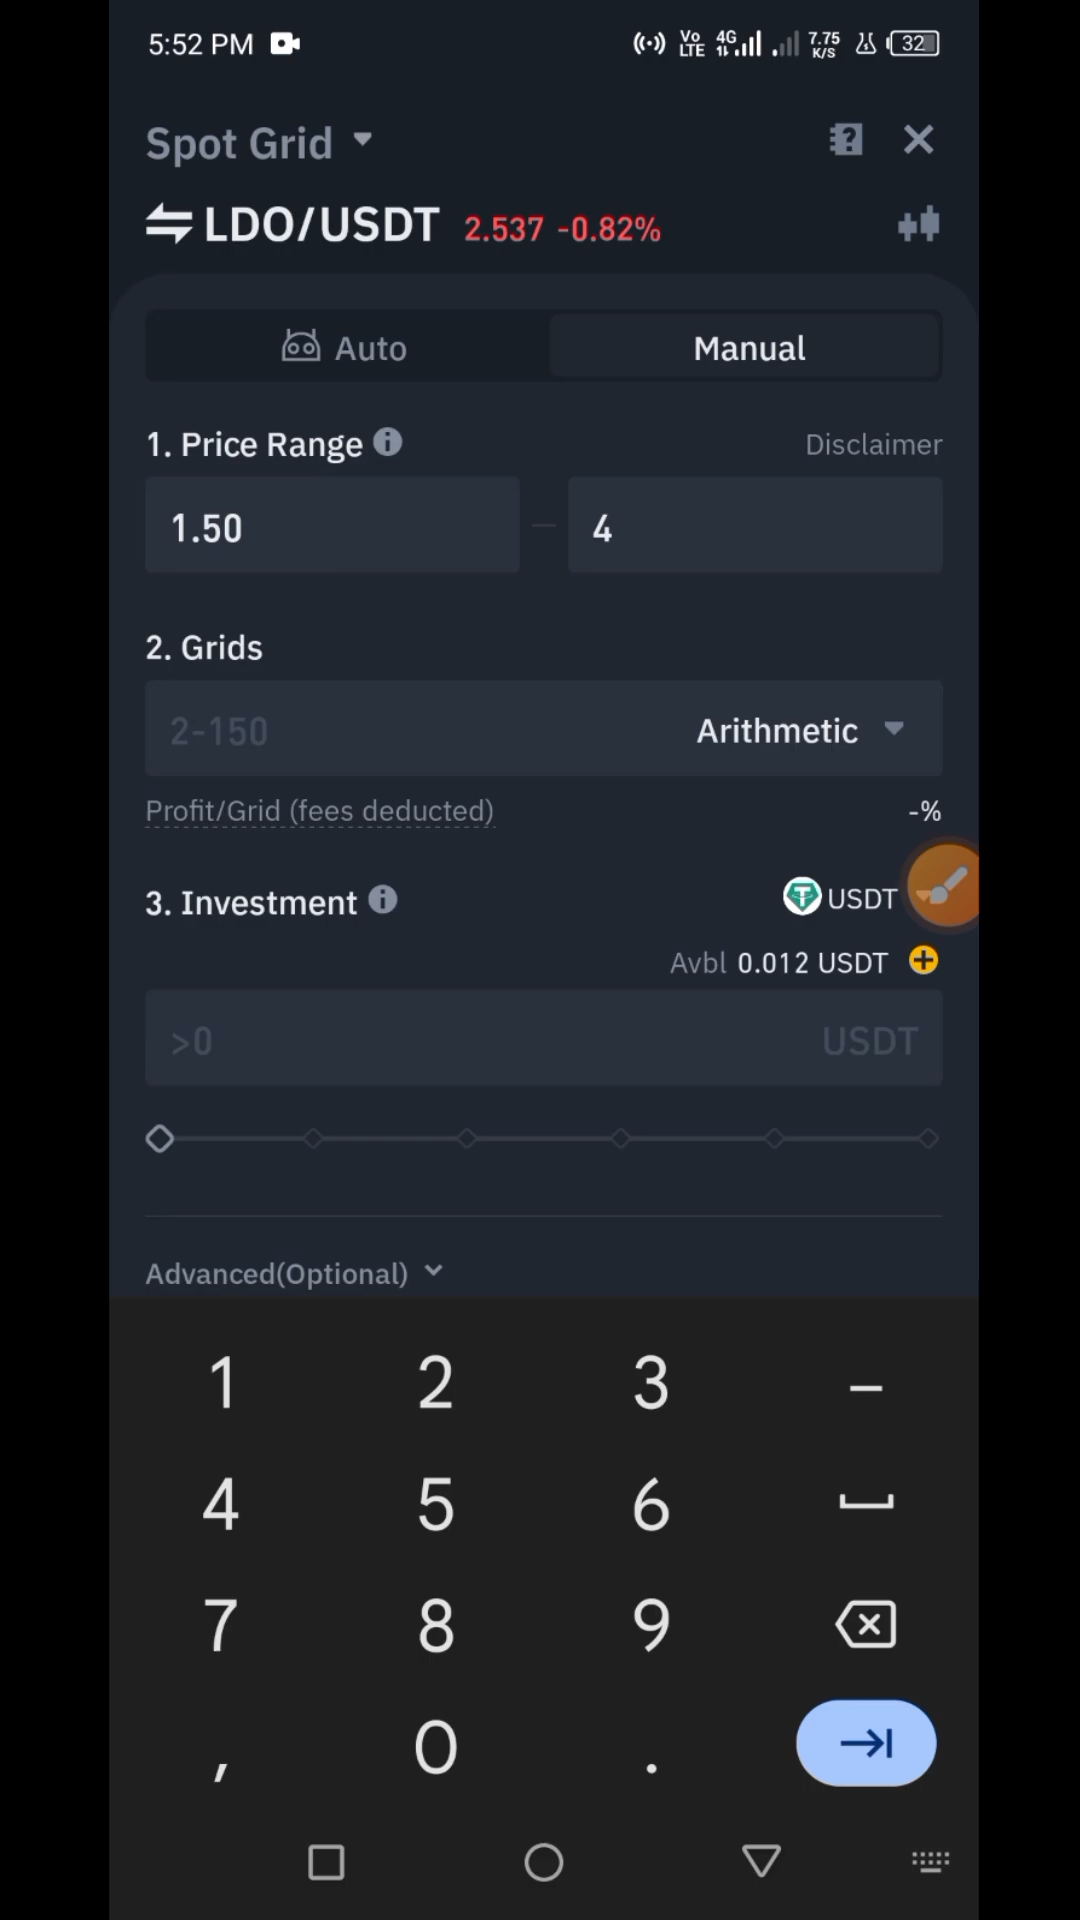 5:52 PM Vo LTE 4G 7.75 K/S 32
Spot Grid
LDO/USDT 2.537 -0.82%
Auto Manual
1. Price Range Disclaimer
1.50 – 4
2. Grids
2-150 Arithmetic
Profit/Grid (fees deducted) -%
3. Investment USDT
Avbl 0.012 USDT
>0 USDT
Advanced(Optional)
1 2 3 –
4 5 6
7 8 9
, 0 .